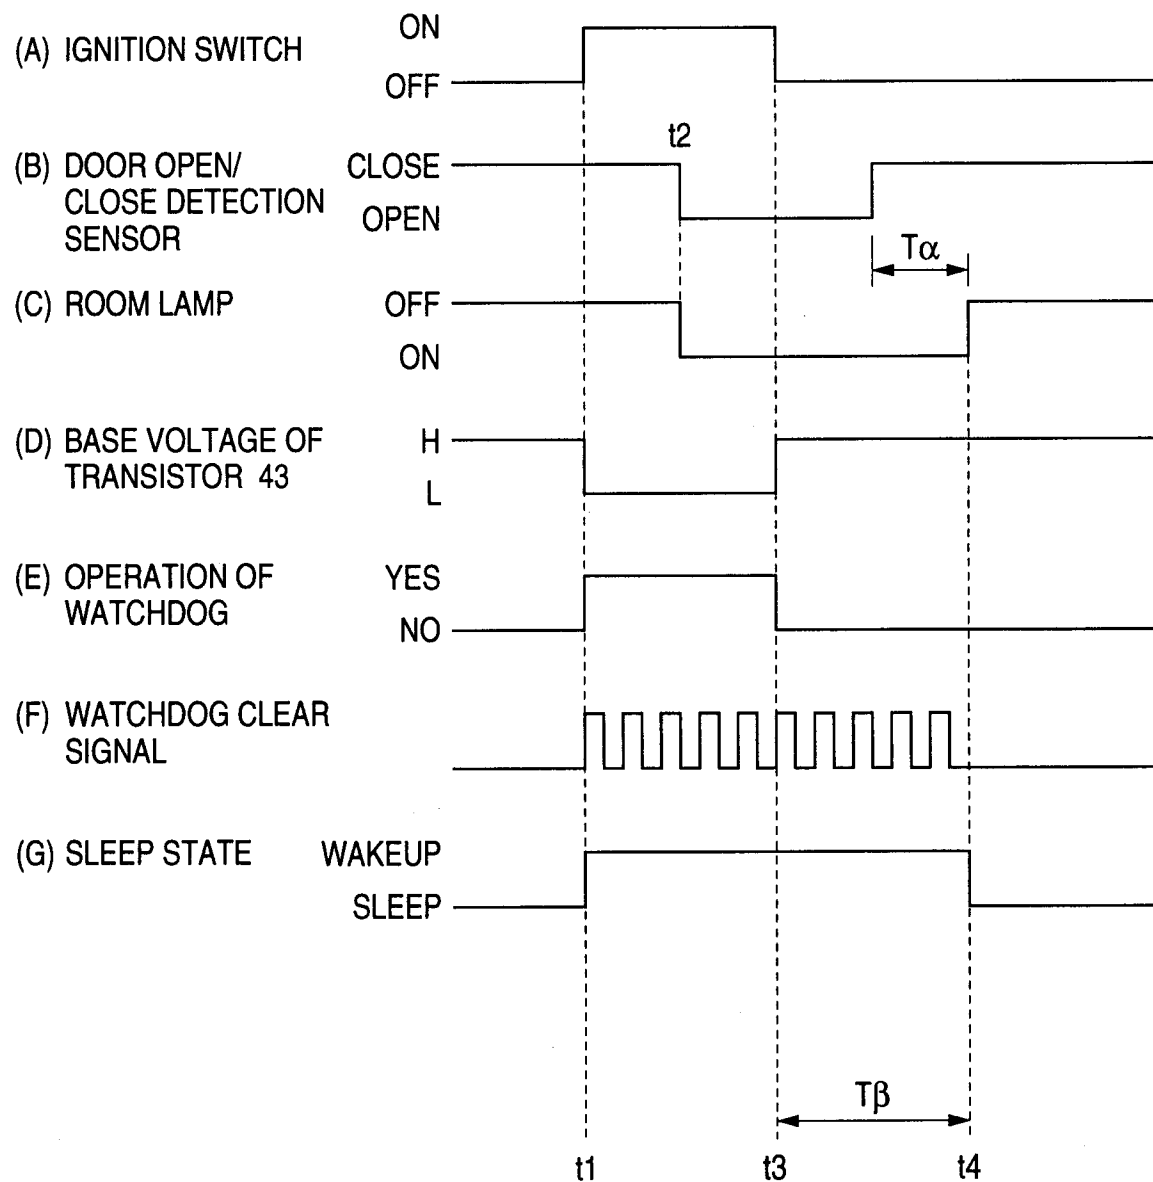 (A) IGNITION SWITCH
ON
OFF
t2
(B) DOOR OPEN/
CLOSE DETECTION
SENSOR
CLOSE
OPEN
Tα
(C) ROOM LAMP
OFF
ON
(D) BASE VOLTAGE OF
TRANSISTOR 43
H
L
(E) OPERATION OF
WATCHDOG
YES
NO
(F) WATCHDOG CLEAR
SIGNAL
(G) SLEEP STATE
WAKEUP
SLEEP
Tβ
t1
t3
t4